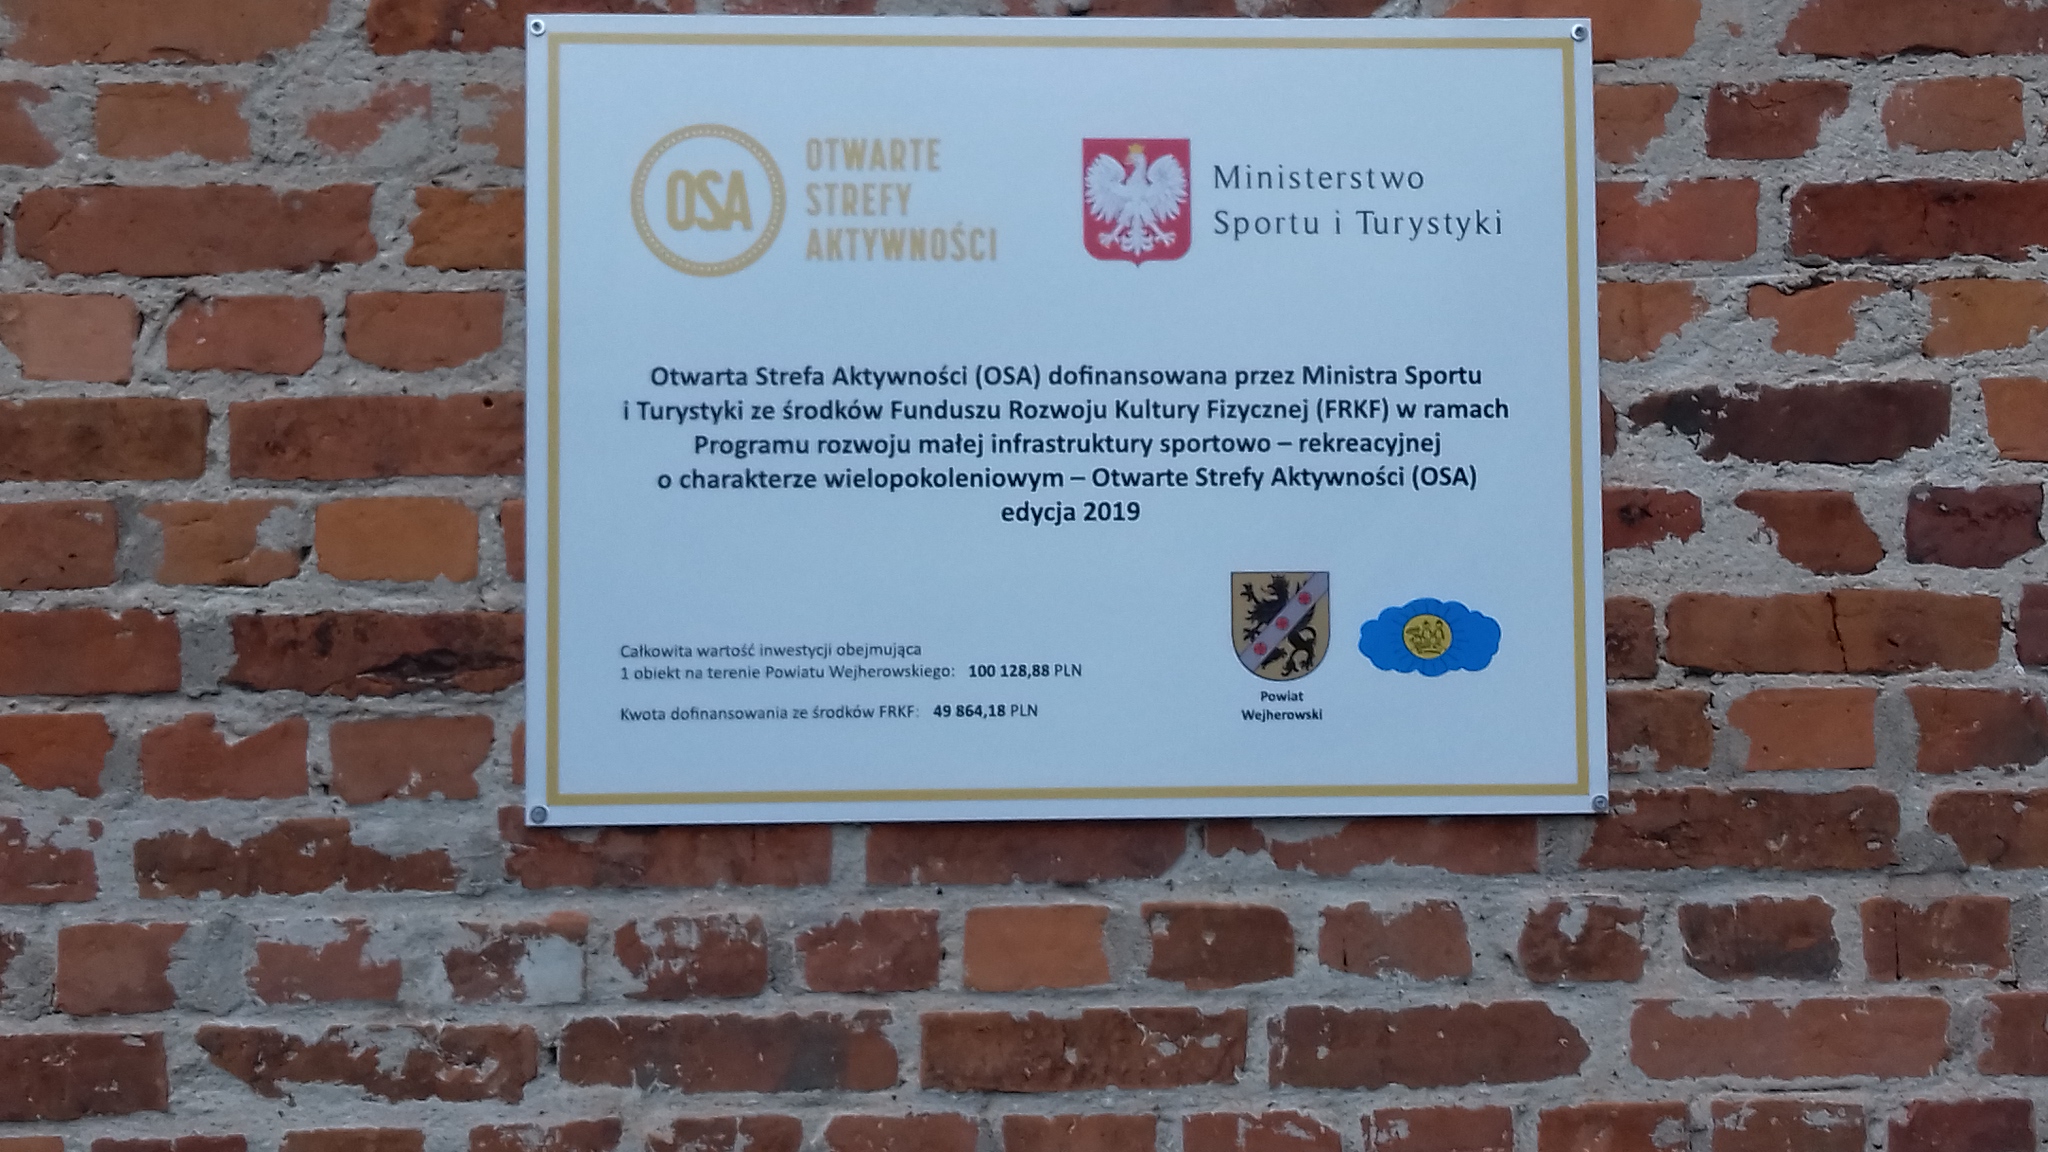 OSA
OTWARTE
STREFY
AKTYWNOŚCI
Ministerstwo
Sportu i Turystyki
Otwarta Strefa Aktywności (OSA) dofinansowana przez Ministra Sportu
i Turystyki ze środków Funduszu Rozwoju Kultury Fizycznej (FRKF) w ramach
Programu rozwoju małej infrastruktury sportowo – rekreacyjnej
o charakterze wielopokoleniowym – Otwarte Strefy Aktywności (OSA)
edycja 2019
Całkowita wartość inwestycji obejmująca
1 obiekt na terenie Powiatu Wejherowskiego: 100 128,88 PLN
Kwota dofinansowania ze środków FRKF: 49 864,18 PLN
Powiat
Wejherowski